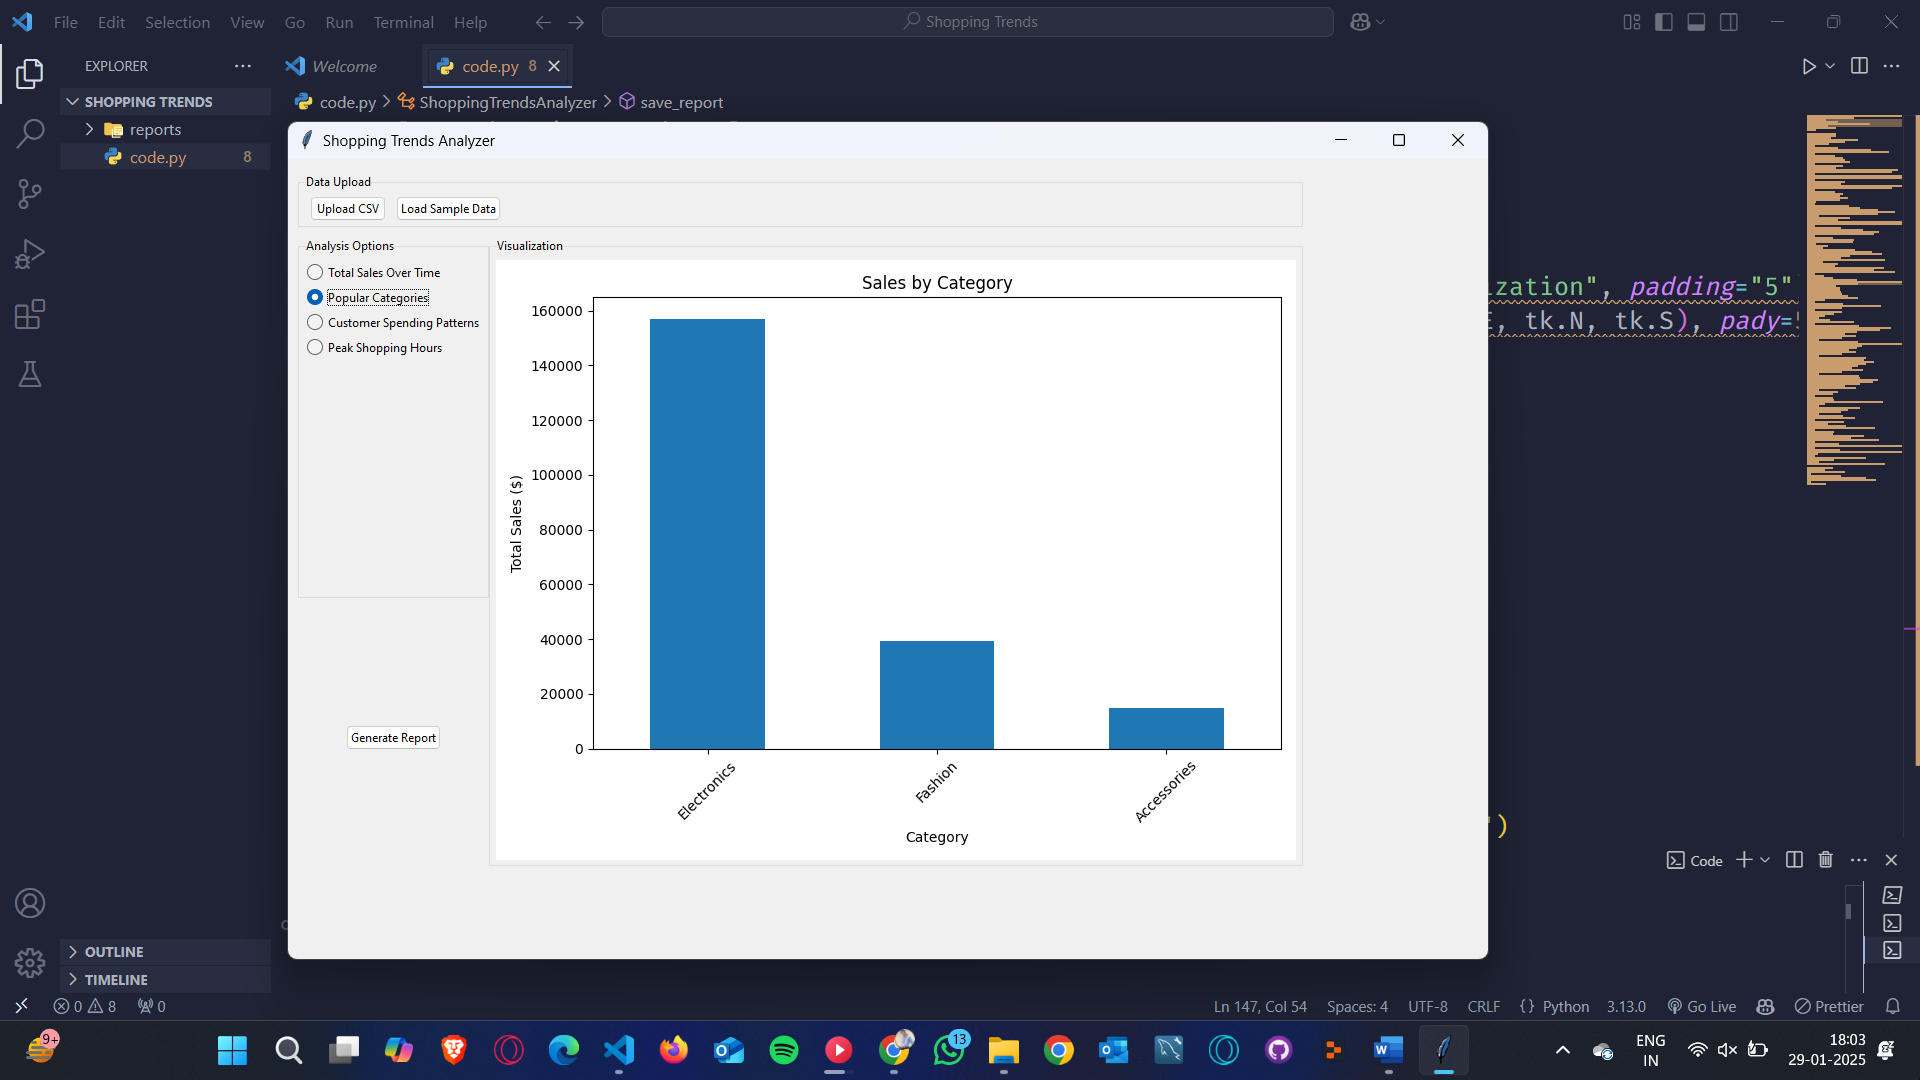 File Edit Selection View Go Run Terminal Help
Shopping Trends
EXPLORER
Welcome
code.py 8
SHOPPING TRENDS
reports
code.py 8
code.py > ShoppingTrendsAnalyzer > save_report
Shopping Trends Analyzer
Data Upload
Upload CSV Load Sample Data
Analysis Options
Total Sales Over Time
Popular Categories
Customer Spending Patterns
Peak Shopping Hours
Generate Report
Visualization
Sales by Category
160000
140000
120000
100000
80000
60000
40000
20000
0
Total Sales ($)
Electronics
Fashion
Accessories
Category
ization", padding="5"
, tk.N, tk.S), pady=
')
Code
OUTLINE
TIMELINE
0 8 0
Ln 147, Col 54 Spaces: 4 UTF-8 CRLF {} Python 3.13.0 Go Live Prettier
9+
13
ENG
IN
18:03
29-01-2025